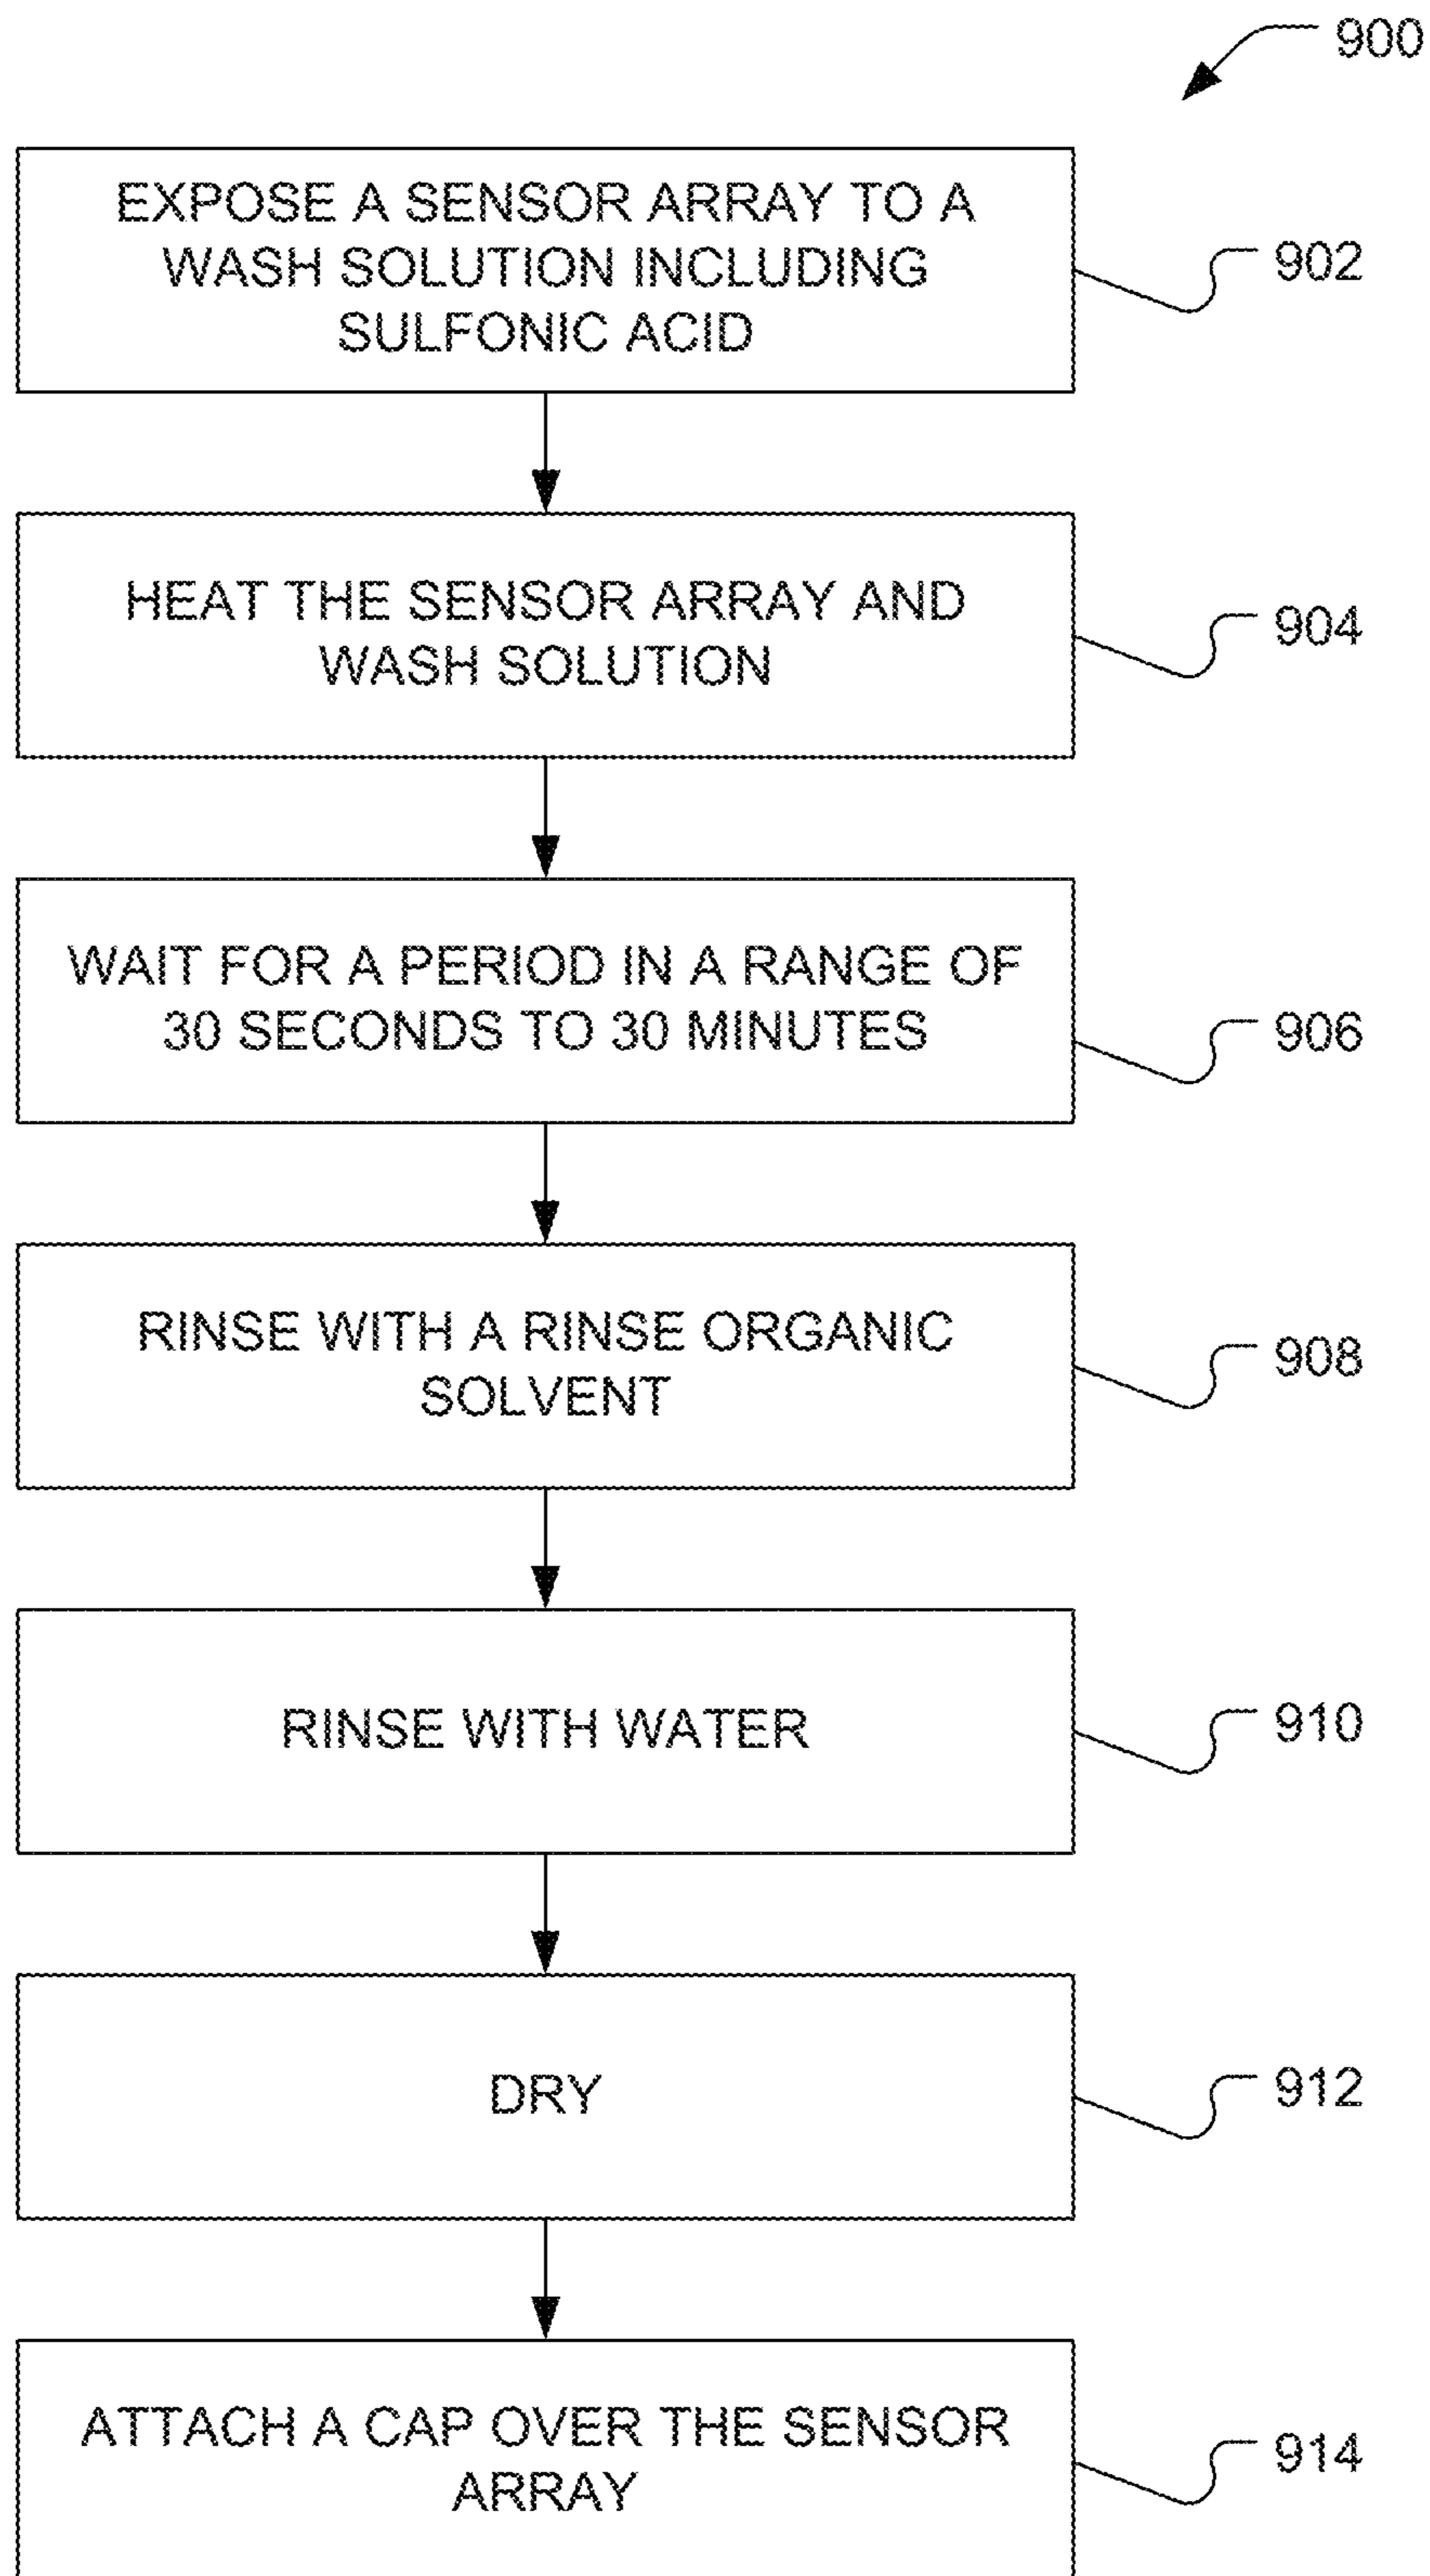 900
EXPOSE A SENSOR ARRAY TO A
WASH SOLUTION INCLUDING
SULFONIC ACID
902
HEAT THE SENSOR ARRAY AND
WASH SOLUTION
904
WAIT FOR A PERIOD IN A RANGE OF
30 SECONDS TO 30 MINUTES
906
RINSE WITH A RINSE ORGANIC
SOLVENT
908
RINSE WITH WATER
910
DRY
912
ATTACH A CAP OVER THE SENSOR
ARRAY
914